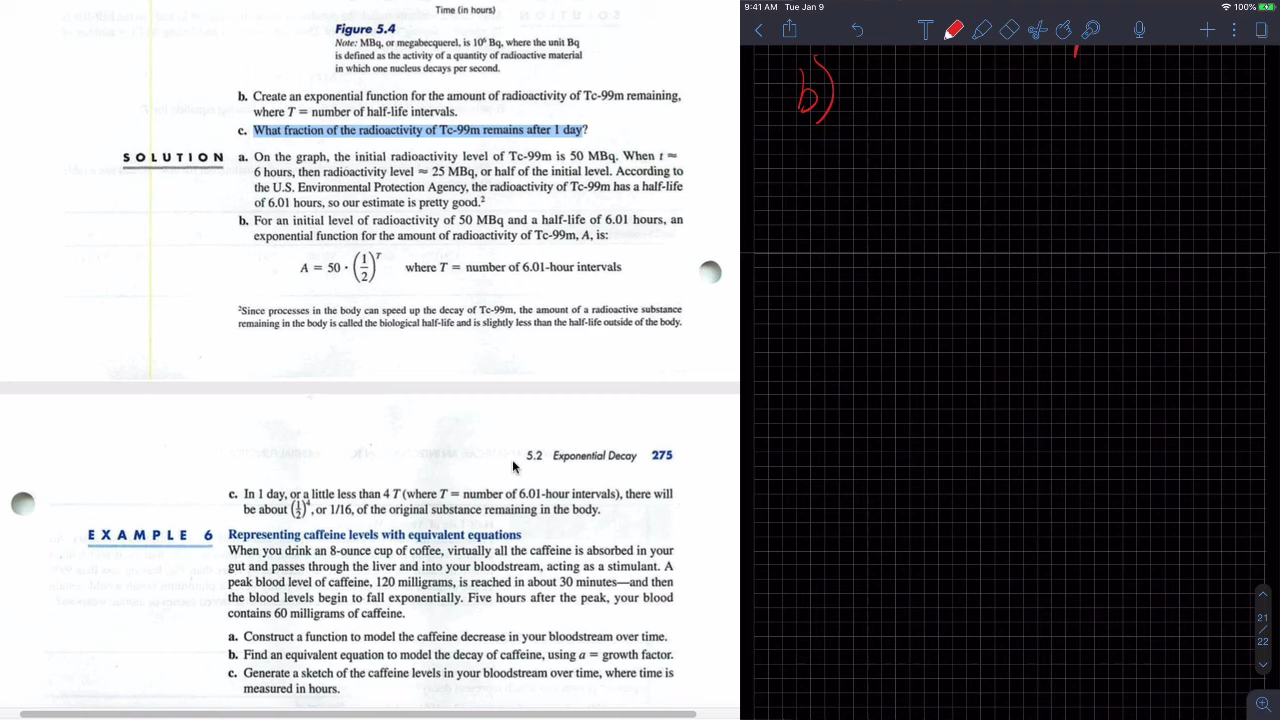 Time (in hours)
Figure 5.4
Note: MBq, or megabecquerel, is 10⁶ Bq, where the unit Bq
is defined as the activity of a quantity of radioactive material
in which one nucleus decays per second.
b. Create an exponential function for the amount of radioactivity of Tc-99m remaining,
where T = number of half-life intervals.
c. What fraction of the radioactivity of Tc-99m remains after 1 day?
SOLUTION
a. On the graph, the initial radioactivity level of Tc-99m is 50 MBq. When t ≈
6 hours, then radioactivity level ≈ 25 MBq, or half of the initial level. According to
the U.S. Environmental Protection Agency, the radioactivity of Tc-99m has a half-life
of 6.01 hours, so our estimate is pretty good.²
b. For an initial level of radioactivity of 50 MBq and a half-life of 6.01 hours, an
exponential function for the amount of radioactivity of Tc-99m, A, is:
A = 50 · (1/2)ᵀ where T = number of 6.01-hour intervals
²Since processes in the body can speed up the decay of Tc-99m, the amount of a radioactive substance
remaining in the body is called the biological half-life and is slightly less than the half-life outside of the body.
5.2 Exponential Decay 275
c. In 1 day, or a little less than 4 T (where T = number of 6.01-hour intervals), there will
be about (1/2)⁴, or 1/16, of the original substance remaining in the body.
EXAMPLE 6
Representing caffeine levels with equivalent equations
When you drink an 8-ounce cup of coffee, virtually all the caffeine is absorbed in your
gut and passes through the liver and into your bloodstream, acting as a stimulant. A
peak blood level of caffeine, 120 milligrams, is reached in about 30 minutes—and then
the blood levels begin to fall exponentially. Five hours after the peak, your blood
contains 60 milligrams of caffeine.
a. Construct a function to model the caffeine decrease in your bloodstream over time.
b. Find an equivalent equation to model the decay of caffeine, using a = growth factor.
c. Generate a sketch of the caffeine levels in your bloodstream over time, where time is
measured in hours.
9:41 AM Tue Jan 9
100%
b)
21
22